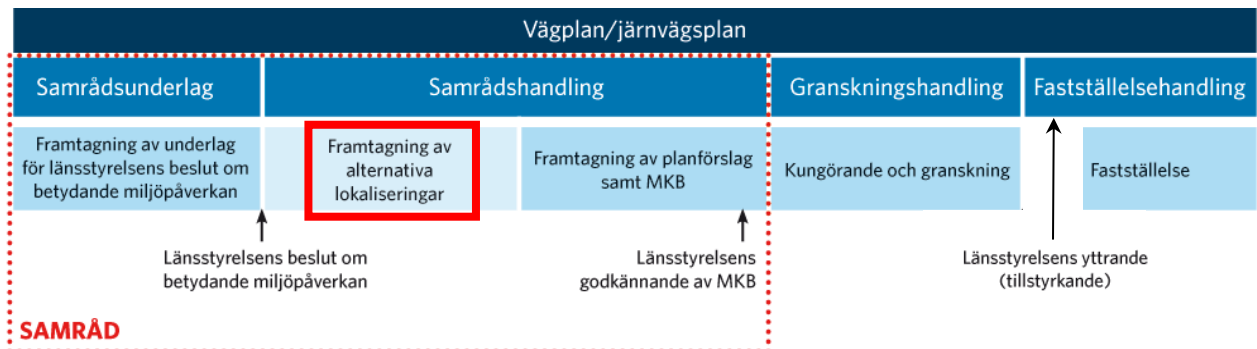 Vägplan/järnvägsplan
Samrådsunderlag
Samrådshandling
Granskningshandling
Fastställelsehandling
Framtagning av underlag
för länsstyrelsens beslut om
betydande miljöpåverkan
Framtagning av
alternativa
lokaliseringar
Framtagning av planförslag
samt MKB
Kungörande och granskning
Fastställelse
Länsstyrelsens beslut om
betydande miljöpåverkan
Länsstyrelsens
godkännande av MKB
Länsstyrelsens yttrande
(tillstyrkande)
SAMRÅD